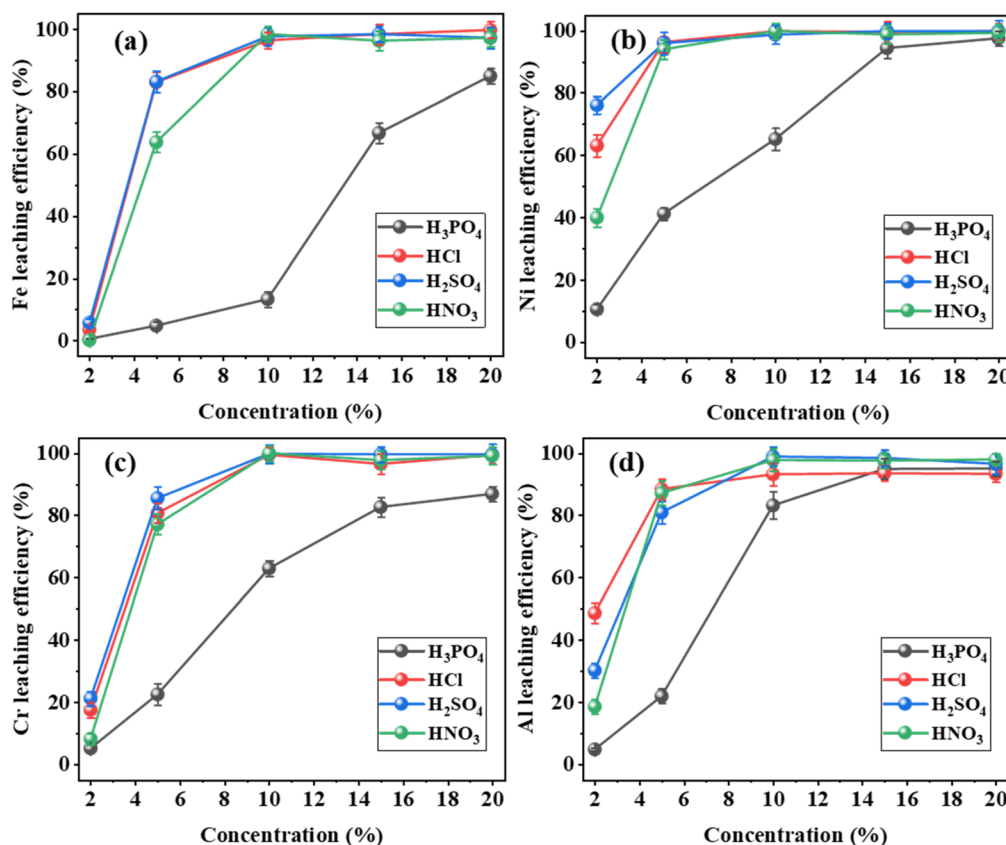 (a)
Fe leaching efficiency (%)
100
80
60
40
20
0
H₃PO₄
HCl
H₂SO₄
HNO₃
2 4 6 8 10 12 14 16 18 20
Concentration (%)
(b)
Ni leaching efficiency (%)
100
80
60
40
20
0
H₃PO₄
HCl
H₂SO₄
HNO₃
2 4 6 8 10 12 14 16 18 20
Concentration (%)
(c)
Cr leaching efficiency (%)
100
80
60
40
20
0
H₃PO₄
HCl
H₂SO₄
HNO₃
2 4 6 8 10 12 14 16 18 20
Concentration (%)
(d)
Al leaching efficiency (%)
100
80
60
40
20
0
H₃PO₄
HCl
H₂SO₄
HNO₃
2 4 6 8 10 12 14 16 18 20
Concentration (%)